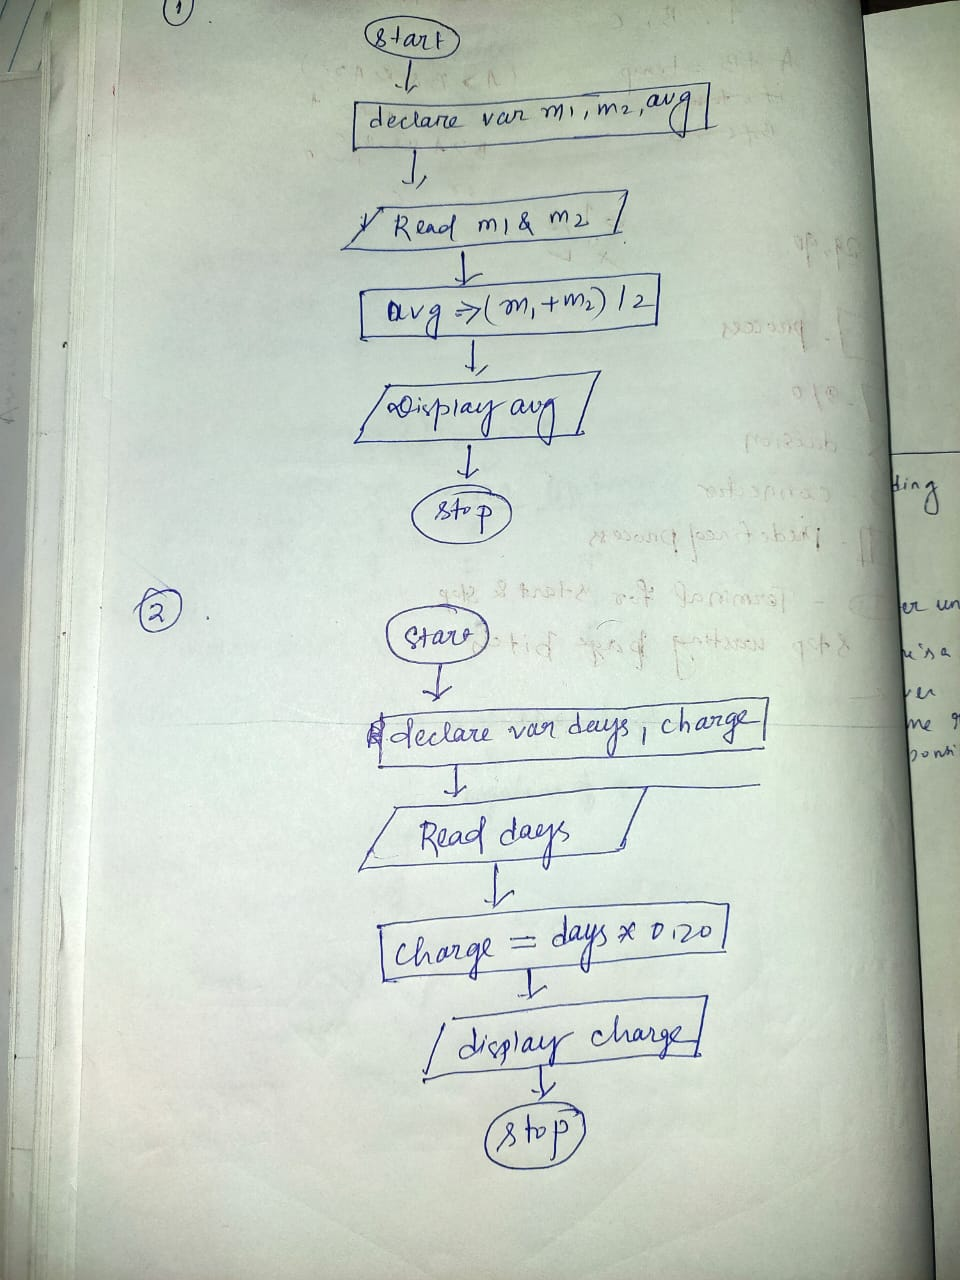 1
Start
declare var m1, m2, avg
Read m1 & m2
avg => (m1 + m2) / 2
Display avg
Stop
2
Start
declare var days, charge
Read days
Charge = days * 0.20
display charge
Stop
ding